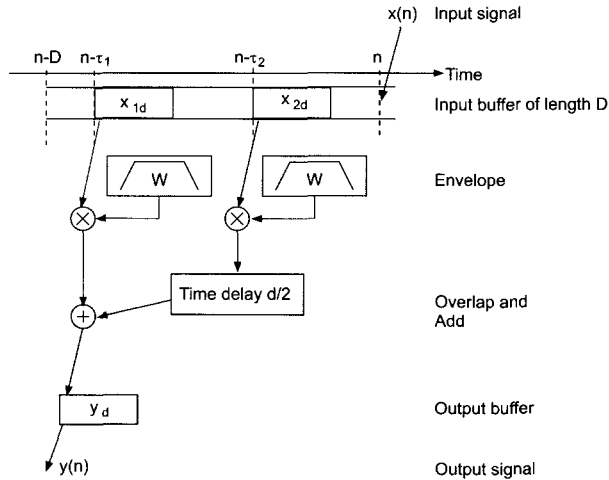 x(n) Input signal
n-D n-τ1 n-τ2 n
Time
x1d x2d Input buffer of length D
W W Envelope
Time delay d/2
Overlap and
Add
yd Output buffer
y(n) Output signal